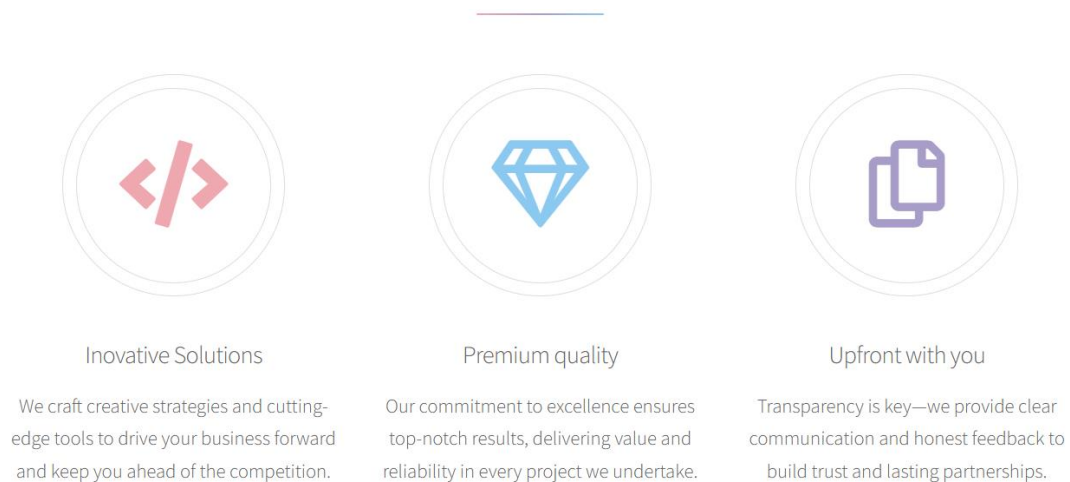 Inovative Solutions
We craft creative strategies and cutting-
edge tools to drive your business forward
and keep you ahead of the competition.
Premium quality
Our commitment to excellence ensures
top-notch results, delivering value and
reliability in every project we undertake.
Upfront with you
Transparency is key—we provide clear
communication and honest feedback to
build trust and lasting partnerships.